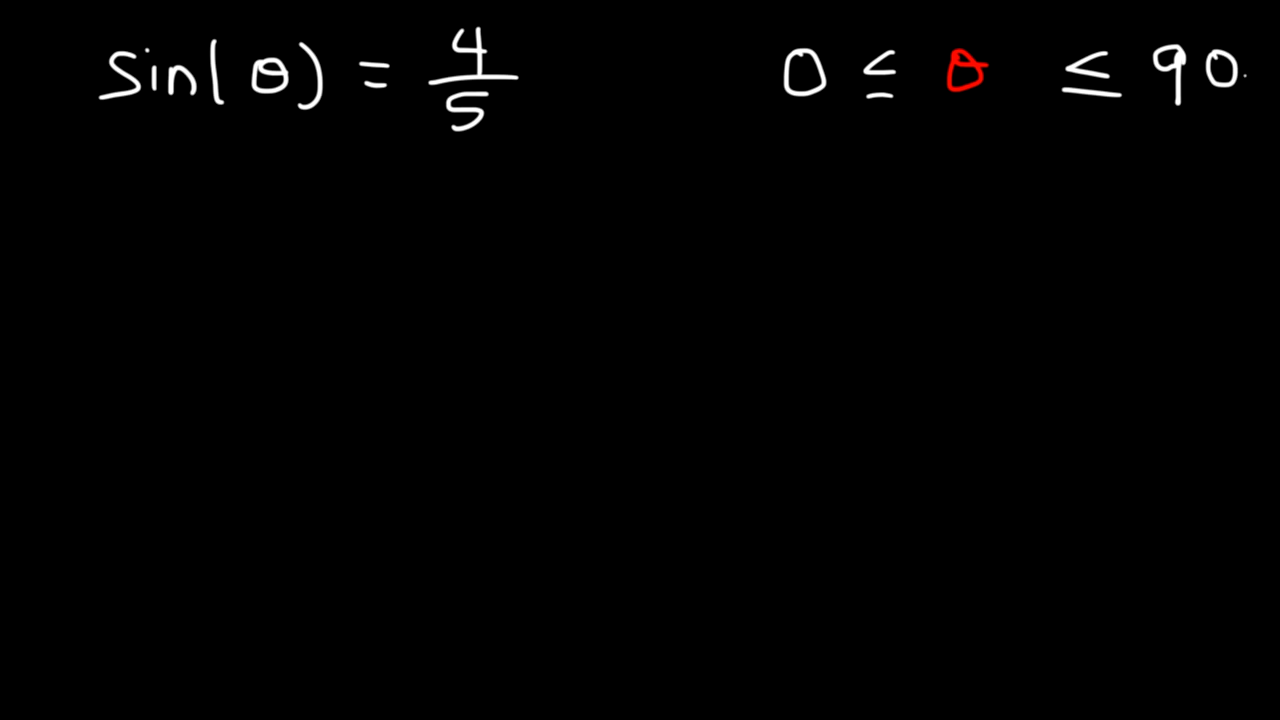 sin(θ) = 4/5 0 ≤ θ ≤ 90